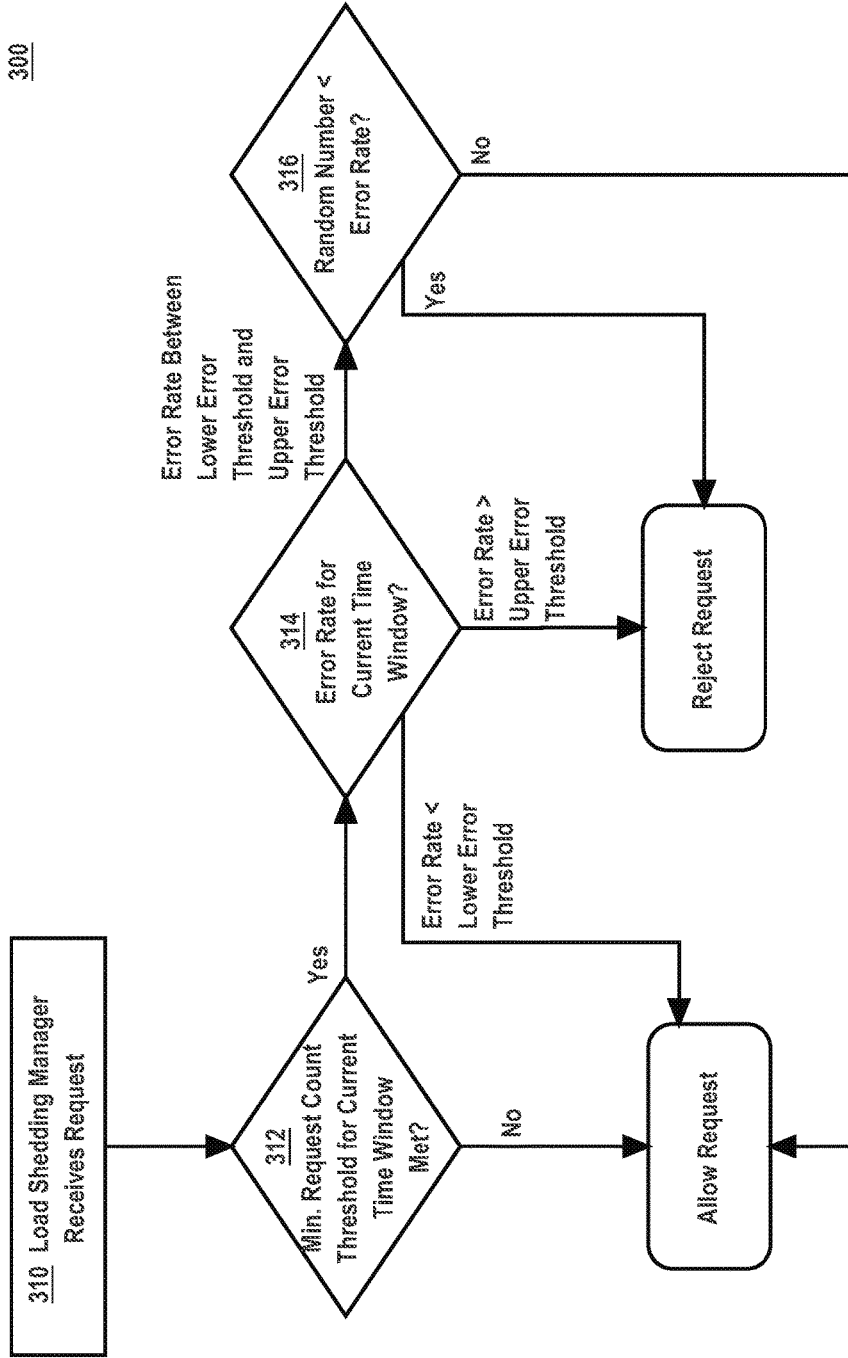 300
310 Load Shedding Manager
Receives Request
312
Min. Request Count
Threshold for Current
Time Window
Met?
Yes
No
314
Error Rate for
Current Time
Window?
Error Rate Between
Lower Error
Threshold and
Upper Error
Threshold
Error Rate <
Lower Error
Threshold
Error Rate >
Upper Error
Threshold
316
Random Number <
Error Rate?
Yes
No
Allow Request
Reject Request